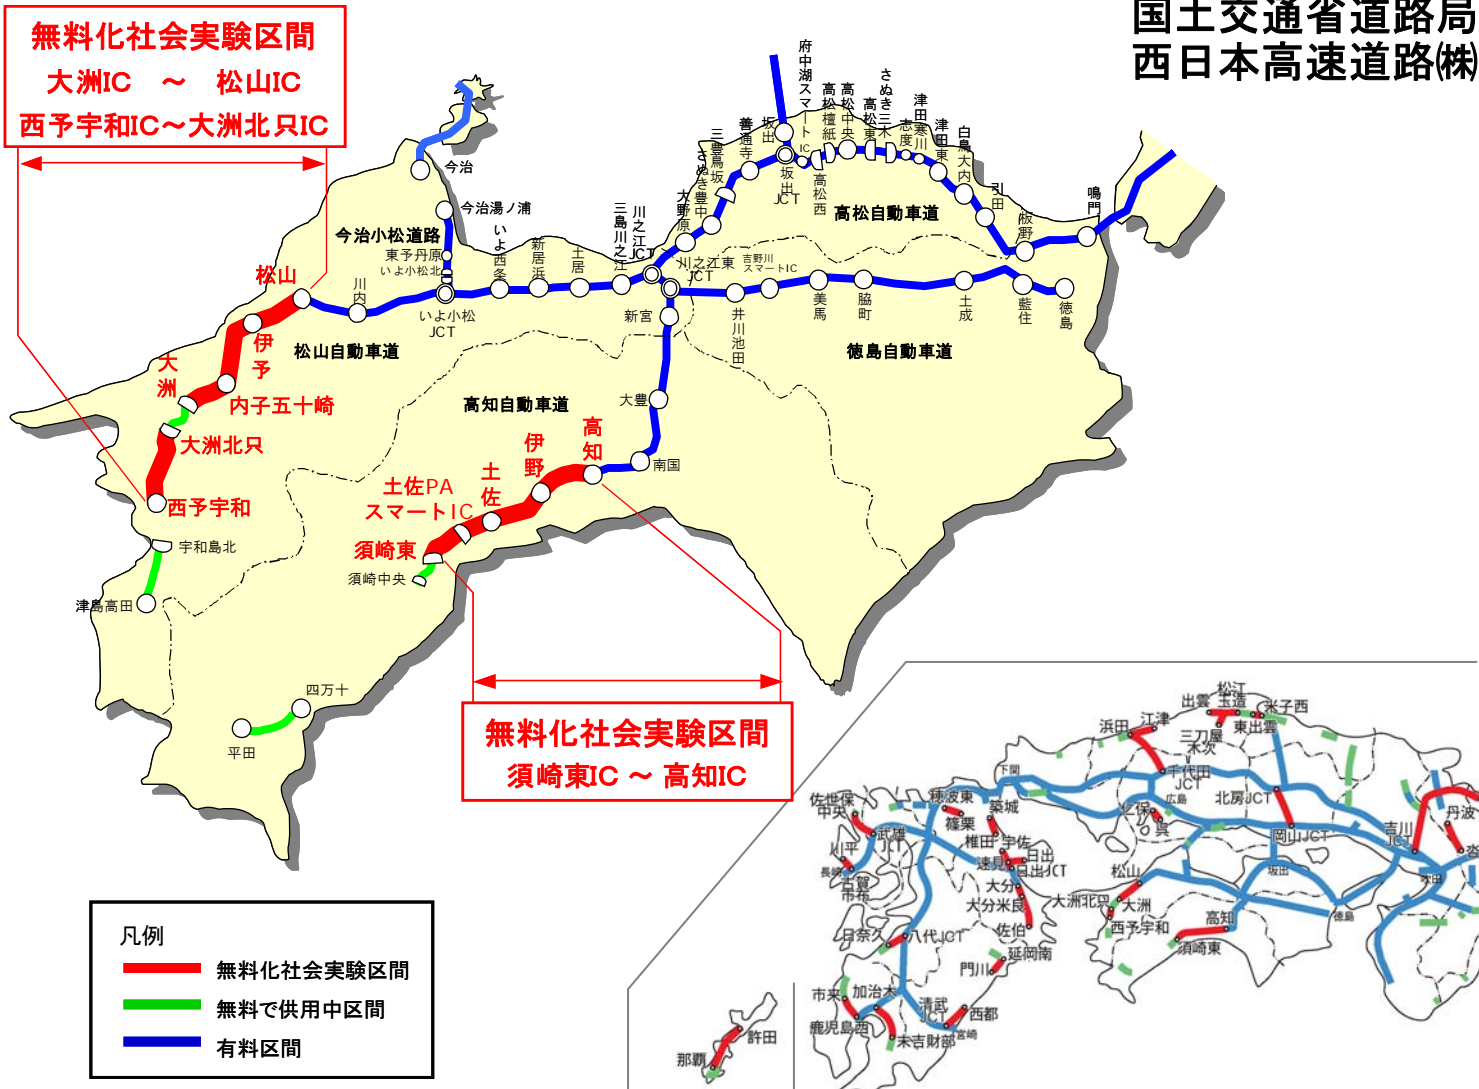 国土交通省道路局
西日本高速道路(株)
無料化社会実験区間
大洲IC ～ 松山IC
西予宇和IC～大洲北只IC
今治
今治湯ノ浦
今治小松道路
東予丹原
いよ小松北
いよ小松
JCT
いよ西条
新居浜
土居
三島川之江
川之江JCT
川之江東
JCT
大野原
さぬき豊中
三豊鳥坂
善通寺
坂出
坂出
JCT
府中湖スマートIC
高松西
高松檀紙
高松中央
高松東
さぬき三木
志度
津田寒川
津田東
白鳥大内
引田
板野
鳴門
高松自動車道
吉野川
スマートIC
井川池田
美馬
脇町
土成
藍住
徳島
徳島自動車道
松山
川内
松山自動車道
伊予
大洲
内子五十崎
大洲北只
西予宇和
宇和島北
津島高田
新宮
大豊
南国
高知自動車道
高知
伊野
土佐
土佐PA
スマートIC
須崎東
須崎中央
四万十
平田
無料化社会実験区間
須崎東IC ～ 高知IC
凡例
無料化社会実験区間
無料で供用中区間
有料区間
松江
出雲
玉造
米子西
浜田
江津
三刀屋
木次
東出雲
下関
千代田
JCT
広島
北房JCT
仁保
呉
岡山JCT
吉川
JCT
丹波
吹田
佐世保
中央
武雄
JCT
川平
長崎
古賀
市布
穂波東
篠栗
築城
椎田
宇佐
速見
日出
日出JCT
大分
大分米良
佐伯
松山
大洲北只
大洲
西予宇和
高知
須崎東
坂出
徳島
日奈久
八代JCT
延岡南
門川
市来
加治木
清武
JCT
西都
宮崎
鹿児島西
末吉財部
許田
那覇